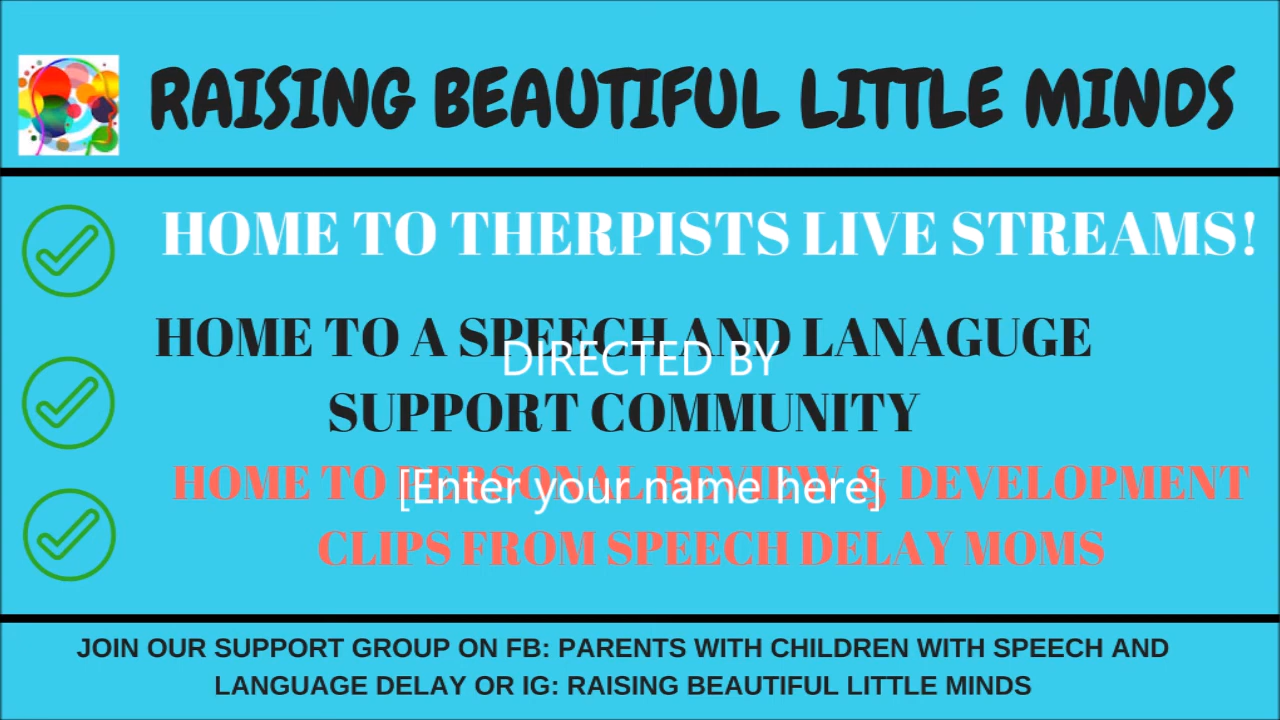 RAISING BEAUTIFUL LITTLE MINDS
HOME TO THERPISTS LIVE STREAMS!
HOME TO A SPEECH AND LANAGUGE
DIRECTED BY
SUPPORT COMMUNITY
HOME TO PERSONAL REVIEW & DEVELOPMENT
[Enter your name here]
CLIPS FROM SPEECH DELAY MOMS
JOIN OUR SUPPORT GROUP ON FB: PARENTS WITH CHILDREN WITH SPEECH AND
LANGUAGE DELAY OR IG: RAISING BEAUTIFUL LITTLE MINDS